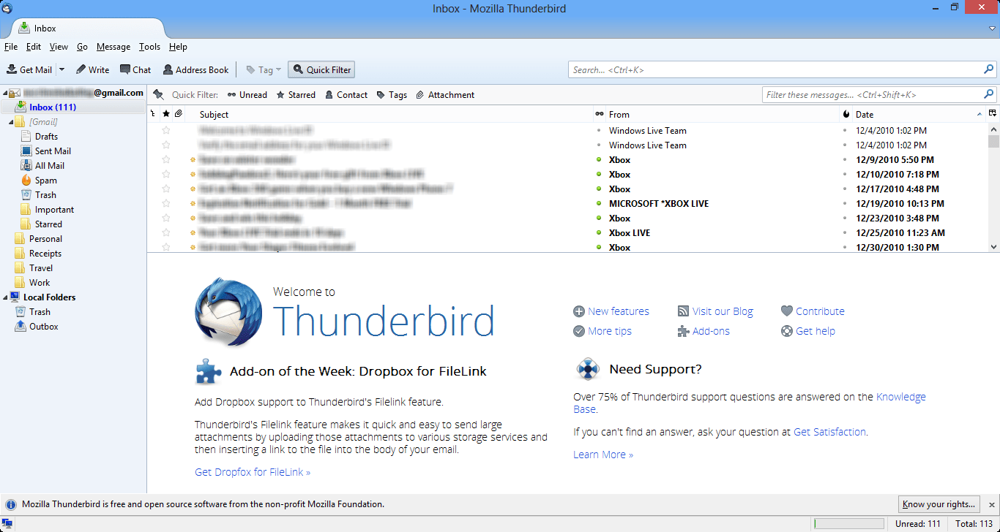 Inbox - Mozilla Thunderbird
Inbox
File Edit View Go Message Tools Help
Get Mail Write Chat Address Book Tag Quick Filter Search... <Ctrl+K>
@gmail.com
Quick Filter: Unread Starred Contact Tags Attachment Filter these messages... <Ctrl+Shift+K>
Inbox (111)
[Gmail]
Drafts
Sent Mail
All Mail
Spam
Trash
Important
Starred
Personal
Receipts
Travel
Work
Local Folders
Trash
Outbox
Subject From Date
Windows Live Team 12/4/2010 1:02 PM
Windows Live Team 12/4/2010 1:02 PM
Xbox 12/9/2010 5:50 PM
Xbox 12/10/2010 7:18 PM
Xbox 12/17/2010 4:48 PM
MICROSOFT *XBOX LIVE 12/19/2010 10:13 PM
Xbox 12/23/2010 3:48 PM
Xbox LIVE 12/25/2010 11:23 AM
Xbox 12/30/2010 1:30 PM
Welcome to
Thunderbird
New features Visit our Blog Contribute
More tips Add-ons Get help
Add-on of the Week: Dropbox for FileLink
Add Dropbox support to Thunderbird's Filelink feature.
Thunderbird's Filelink feature makes it quick and easy to send large
attachments by uploading those attachments to various storage services and
then inserting a link to the file into the body of your email.
Get Dropfox for FileLink »
Need Support?
Over 75% of Thunderbird support questions are answered on the Knowledge
Base.
If you can't find an answer, ask your question at Get Satisfaction.
Learn More »
Mozilla Thunderbird is free and open source software from the non-profit Mozilla Foundation. Know your rights...
Unread: 111 Total: 113